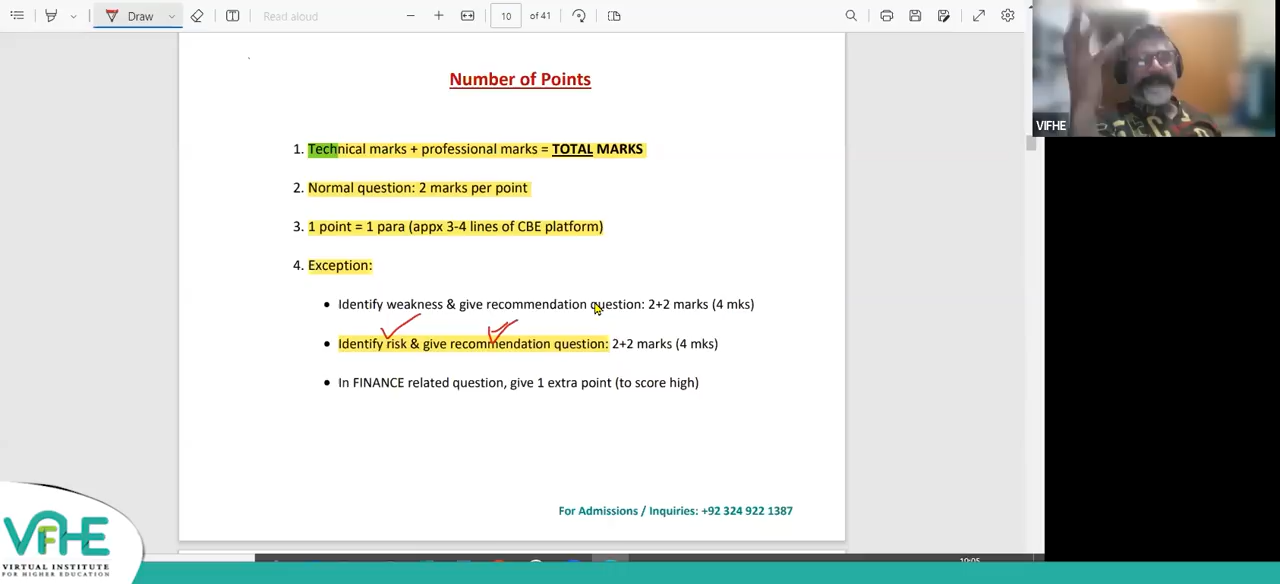 Draw
Read aloud
10
of 41
Number of Points
1. Technical marks + professional marks = TOTAL MARKS
2. Normal question: 2 marks per point
3. 1 point = 1 para (appx 3-4 lines of CBE platform)
4. Exception:
• Identify weakness & give recommendation question: 2+2 marks (4 mks)
• Identify risk & give recommendation question: 2+2 marks (4 mks)
• In FINANCE related question, give 1 extra point (to score high)
For Admissions / Inquiries: +92 324 922 1387
VIFHE
VIFHE
VIRTUAL INSTITUTE
FOR HIGHER EDUCATION